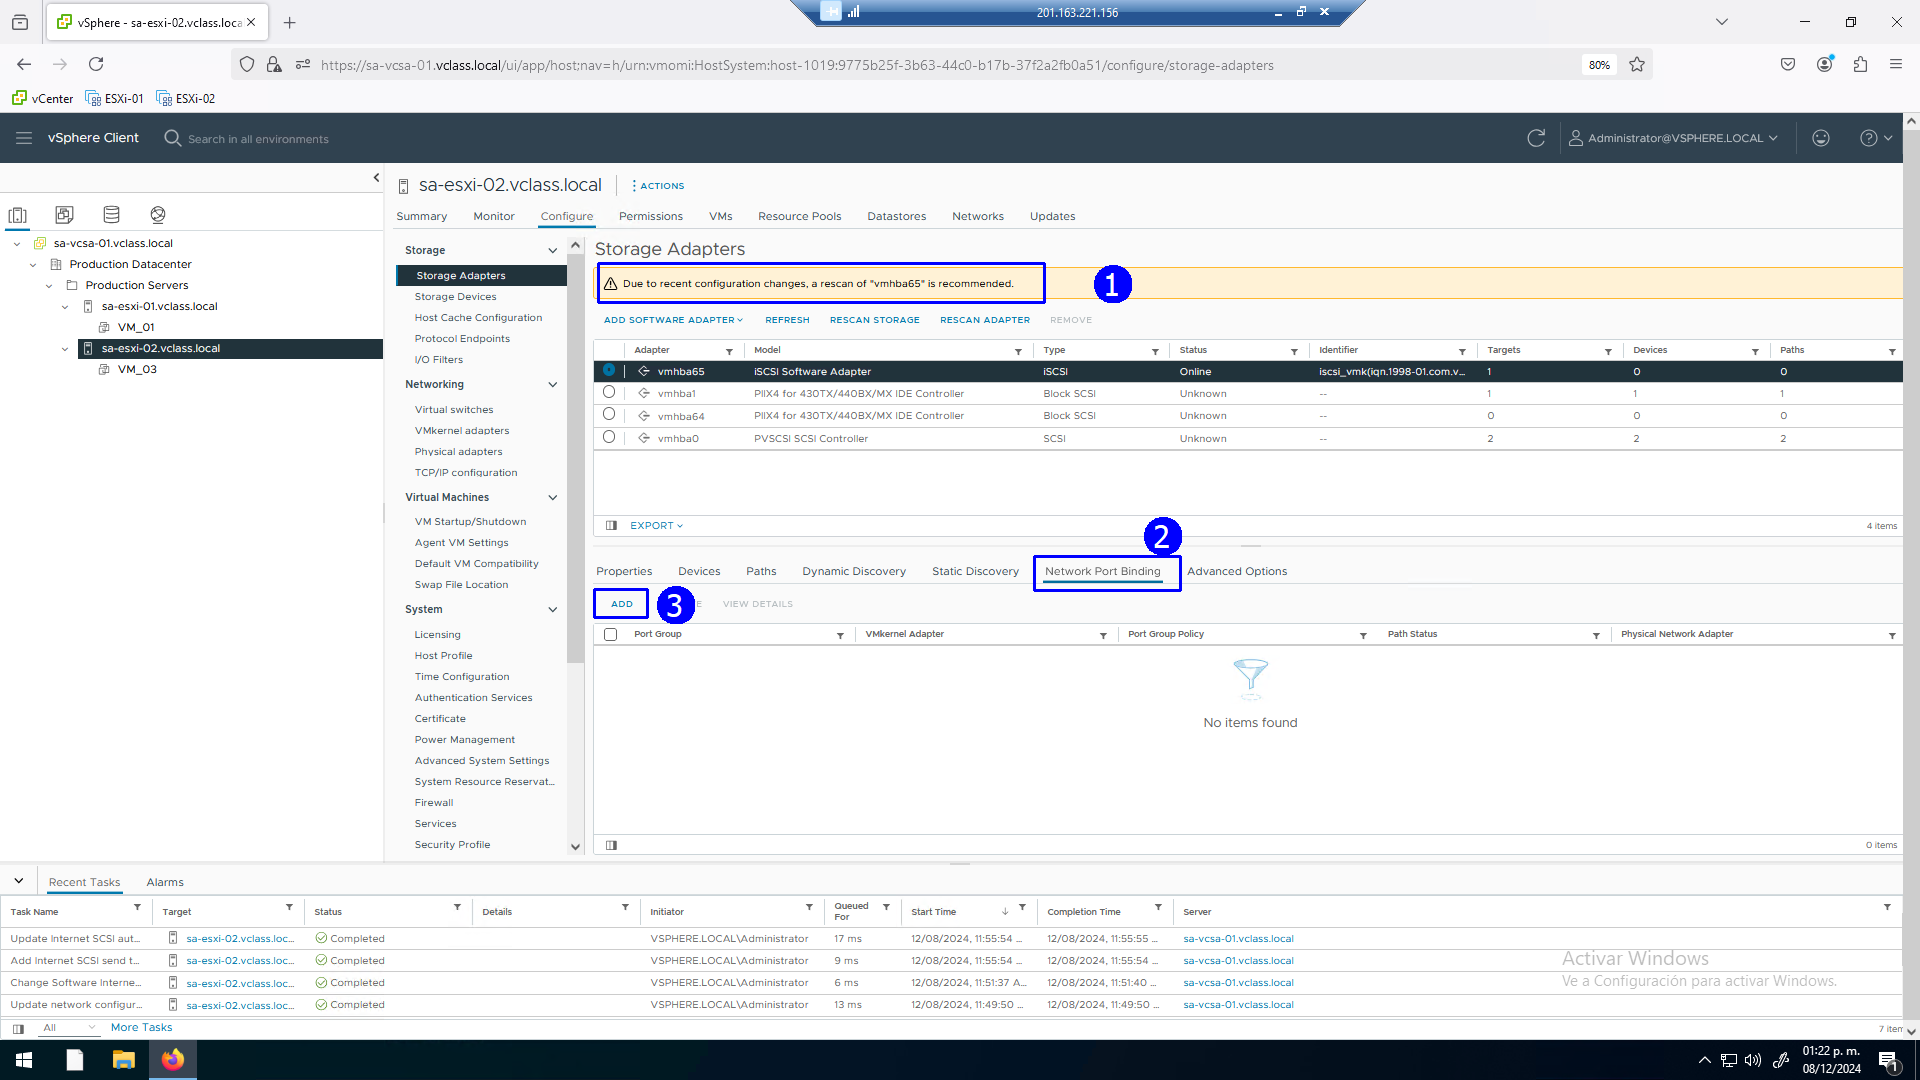 vSphere - sa-esxi-02.vclass.loca
201.163.221.156
https://sa-vcsa-01.vclass.local/ui/app/host;nav=h/urn:vmomi:HostSystem:host-1019:9775b25f-3b63-44c0-b17b-37f2a2fb0a51/configure/storage-adapters
80%
vCenter ESXi-01 ESXi-02
vSphere Client Search in all environments Administrator@VSPHERE.LOCAL
sa-esxi-02.vclass.local ACTIONS
Summary Monitor Configure Permissions VMs Resource Pools Datastores Networks Updates
sa-vcsa-01.vclass.local
Production Datacenter
Production Servers
sa-esxi-01.vclass.local
VM_01
sa-esxi-02.vclass.local
VM_03
Storage
Storage Adapters
Storage Devices
Host Cache Configuration
Protocol Endpoints
I/O Filters
Networking
Virtual switches
VMkernel adapters
Physical adapters
TCP/IP configuration
Virtual Machines
VM Startup/Shutdown
Agent VM Settings
Default VM Compatibility
Swap File Location
System
Licensing
Host Profile
Time Configuration
Authentication Services
Certificate
Power Management
Advanced System Settings
System Resource Reservat...
Firewall
Services
Security Profile
Storage Adapters
Due to recent configuration changes, a rescan of "vmhba65" is recommended. 1
ADD SOFTWARE ADAPTER REFRESH RESCAN STORAGE RESCAN ADAPTER REMOVE
Adapter Model Type Status Identifier Targets Devices Paths
vmhba65 iSCSI Software Adapter iSCSI Online iscsi_vmk(iqn.1998-01.com.v... 1 0 0
vmhba1 PIIX4 for 430TX/440BX/MX IDE Controller Block SCSI Unknown -- 1 1 1
vmhba64 PIIX4 for 430TX/440BX/MX IDE Controller Block SCSI Unknown -- 0 0 0
vmhba0 PVSCSI SCSI Controller SCSI Unknown -- 2 2 2
EXPORT 4 items
2
Properties Devices Paths Dynamic Discovery Static Discovery Network Port Binding Advanced Options
ADD 3 E VIEW DETAILS
Port Group VMkernel Adapter Port Group Policy Path Status Physical Network Adapter
No items found
0 items
Recent Tasks Alarms
Task Name Target Status Details Initiator Queued For Start Time Completion Time Server
Update Internet SCSI aut... sa-esxi-02.vclass.loc... Completed VSPHERE.LOCAL\Administrator 17 ms 12/08/2024, 11:55:54 ... 12/08/2024, 11:55:55 ... sa-vcsa-01.vclass.local
Add Internet SCSI send t... sa-esxi-02.vclass.loc... Completed VSPHERE.LOCAL\Administrator 9 ms 12/08/2024, 11:55:54 ... 12/08/2024, 11:55:54 ... sa-vcsa-01.vclass.local
Change Software Interne... sa-esxi-02.vclass.loc... Completed VSPHERE.LOCAL\Administrator 6 ms 12/08/2024, 11:51:37 A... 12/08/2024, 11:51:40 ... sa-vcsa-01.vclass.local
Update network configur... sa-esxi-02.vclass.loc... Completed VSPHERE.LOCAL\Administrator 13 ms 12/08/2024, 11:49:50 ... 12/08/2024, 11:49:50 ... sa-vcsa-01.vclass.local
Activar Windows
Ve a Configuración para activar Windows.
All More Tasks 7 item
01:22 p. m.
08/12/2024
1